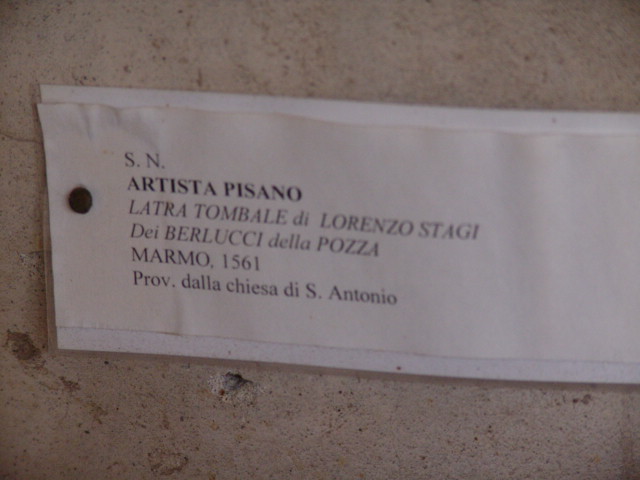 S. N.
ARTISTA PISANO
LATRA TOMBALE di LORENZO STAGI
Dei BERLUCCI della POZZA
MARMO, 1561
Prov. dalla chiesa di S. Antonio